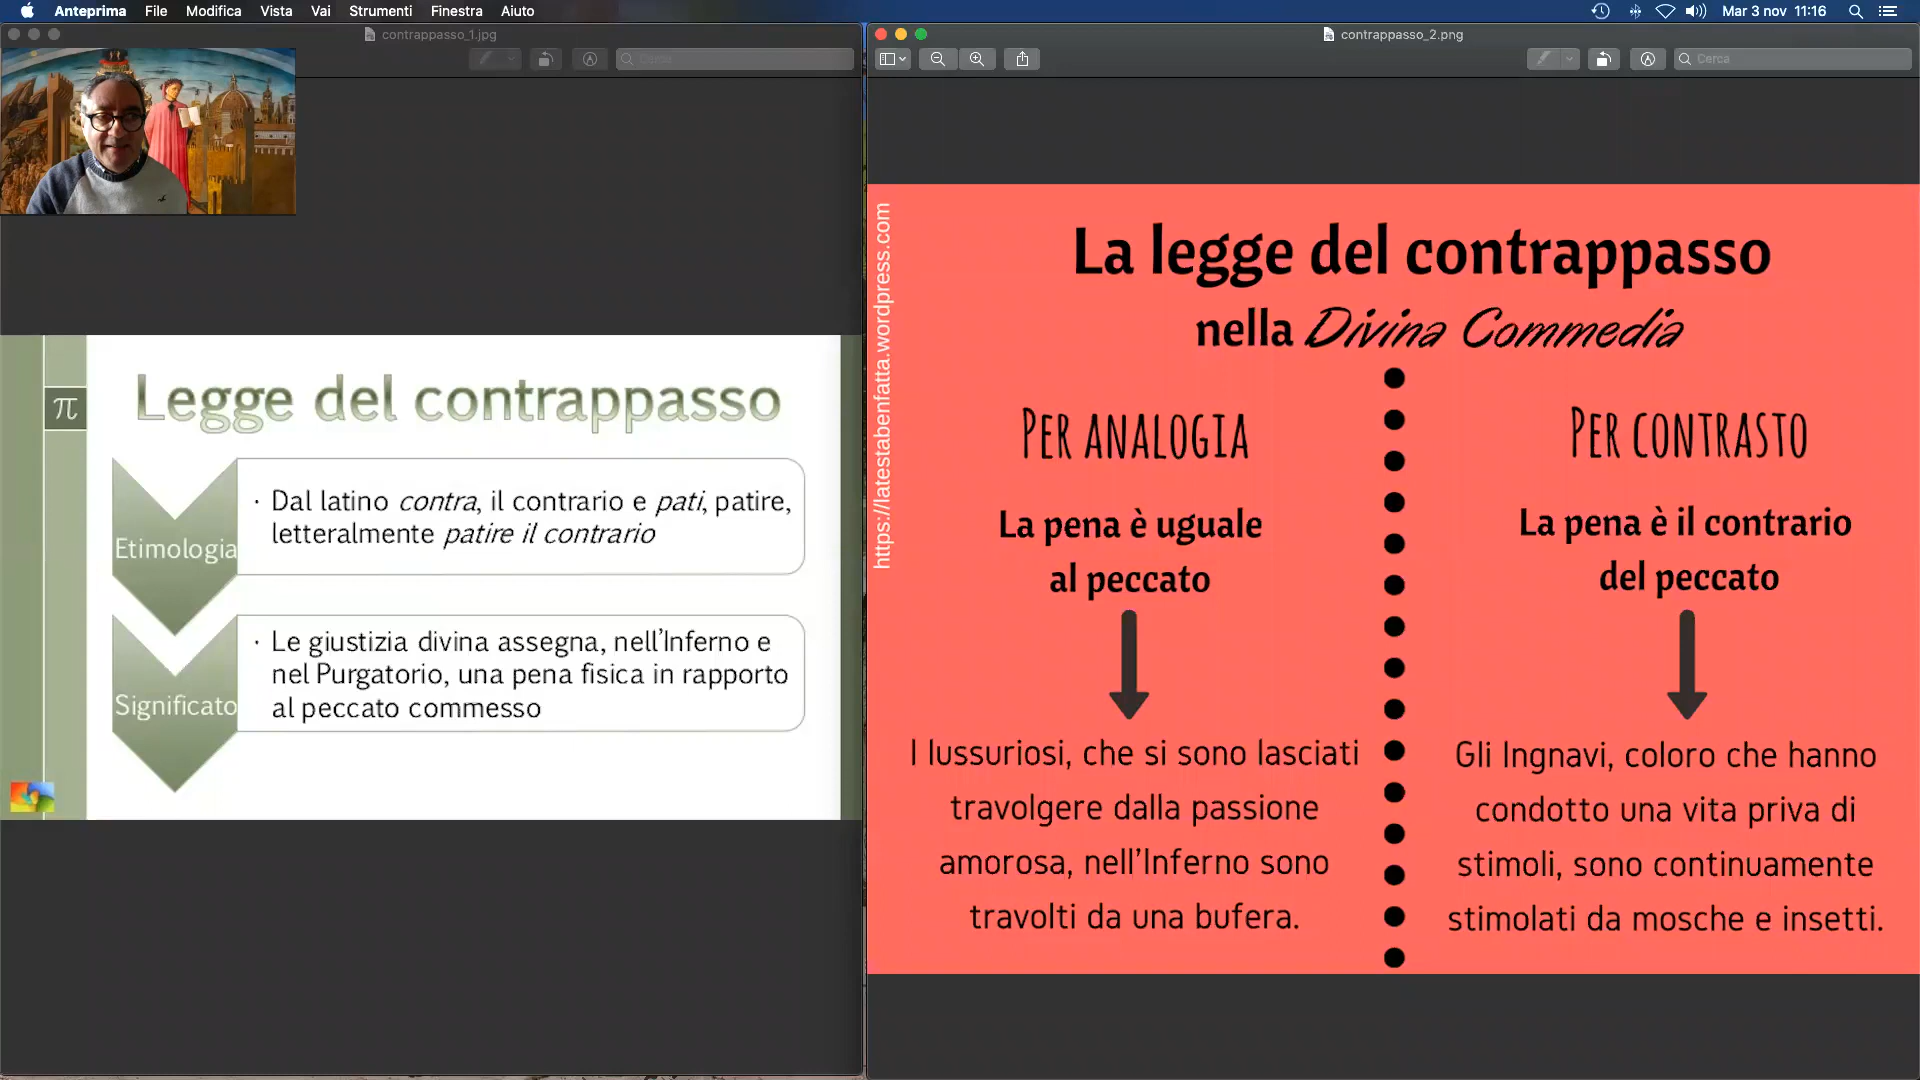 Anteprima File Modifica Vista Vai Strumenti Finestra Aiuto
Mar 3 nov 11:16
contrappasso_1.jpg
Legge del contrappasso
π
Etimologia
· Dal latino contra, il contrario e pati, patire,
letteralmente patire il contrario
Significato
· Le giustizia divina assegna, nell'Inferno e
nel Purgatorio, una pena fisica in rapporto
al peccato commesso
contrappasso_2.png
Cerca
https://latestabenfatta.wordpress.com
La legge del contrappasso
nella Divina Commedia
PER ANALOGIA
La pena è uguale
al peccato
I lussuriosi, che si sono lasciati
travolgere dalla passione
amorosa, nell'Inferno sono
travolti da una bufera.
PER CONTRASTO
La pena è il contrario
del peccato
Gli Ingnavi, coloro che hanno
condotto una vita priva di
stimoli, sono continuamente
stimolati da mosche e insetti.